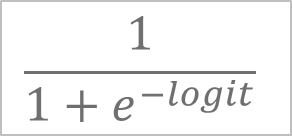 1
1 + e^{-logit}